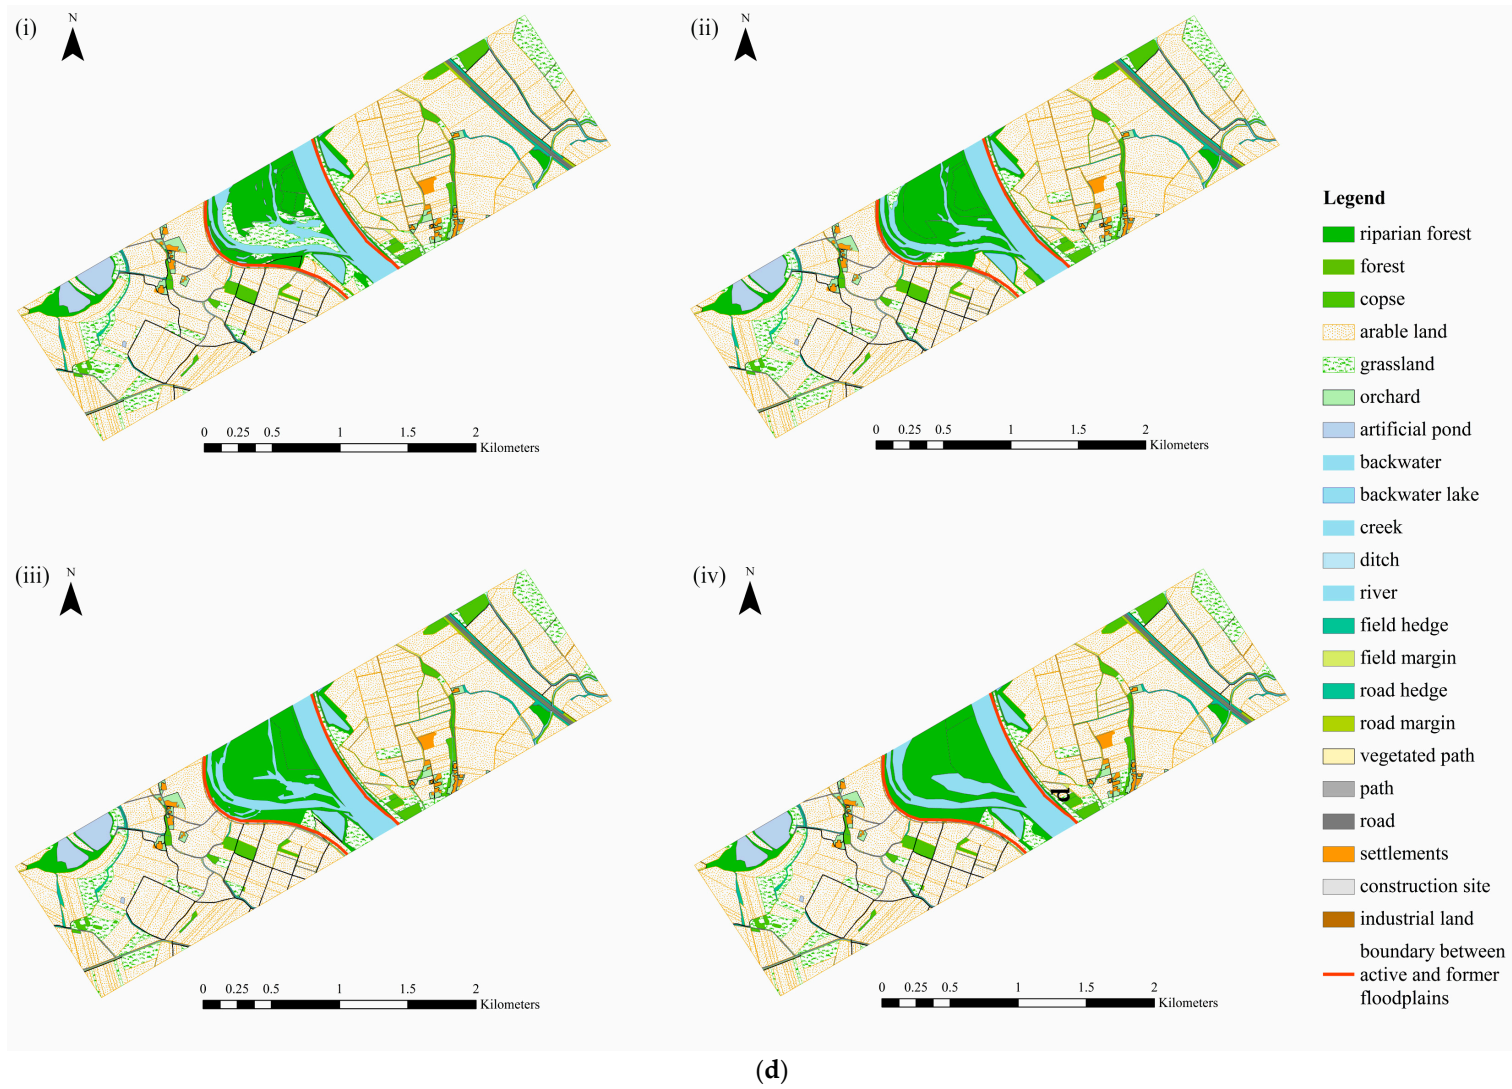 (i)
N
(ii)
N
0 0.25 0.5 1 1.5 2
Kilometers
0 0.25 0.5 1 1.5 2
Kilometers
(iii)
N
(iv)
N
d
0 0.25 0.5 1 1.5 2
Kilometers
0 0.25 0.5 1 1.5 2
Kilometers
Legend
riparian forest
forest
copse
arable land
grassland
orchard
artificial pond
backwater
backwater lake
creek
ditch
river
field hedge
field margin
road hedge
road margin
vegetated path
path
road
settlements
construction site
industrial land
boundary between
active and former
floodplains
(d)